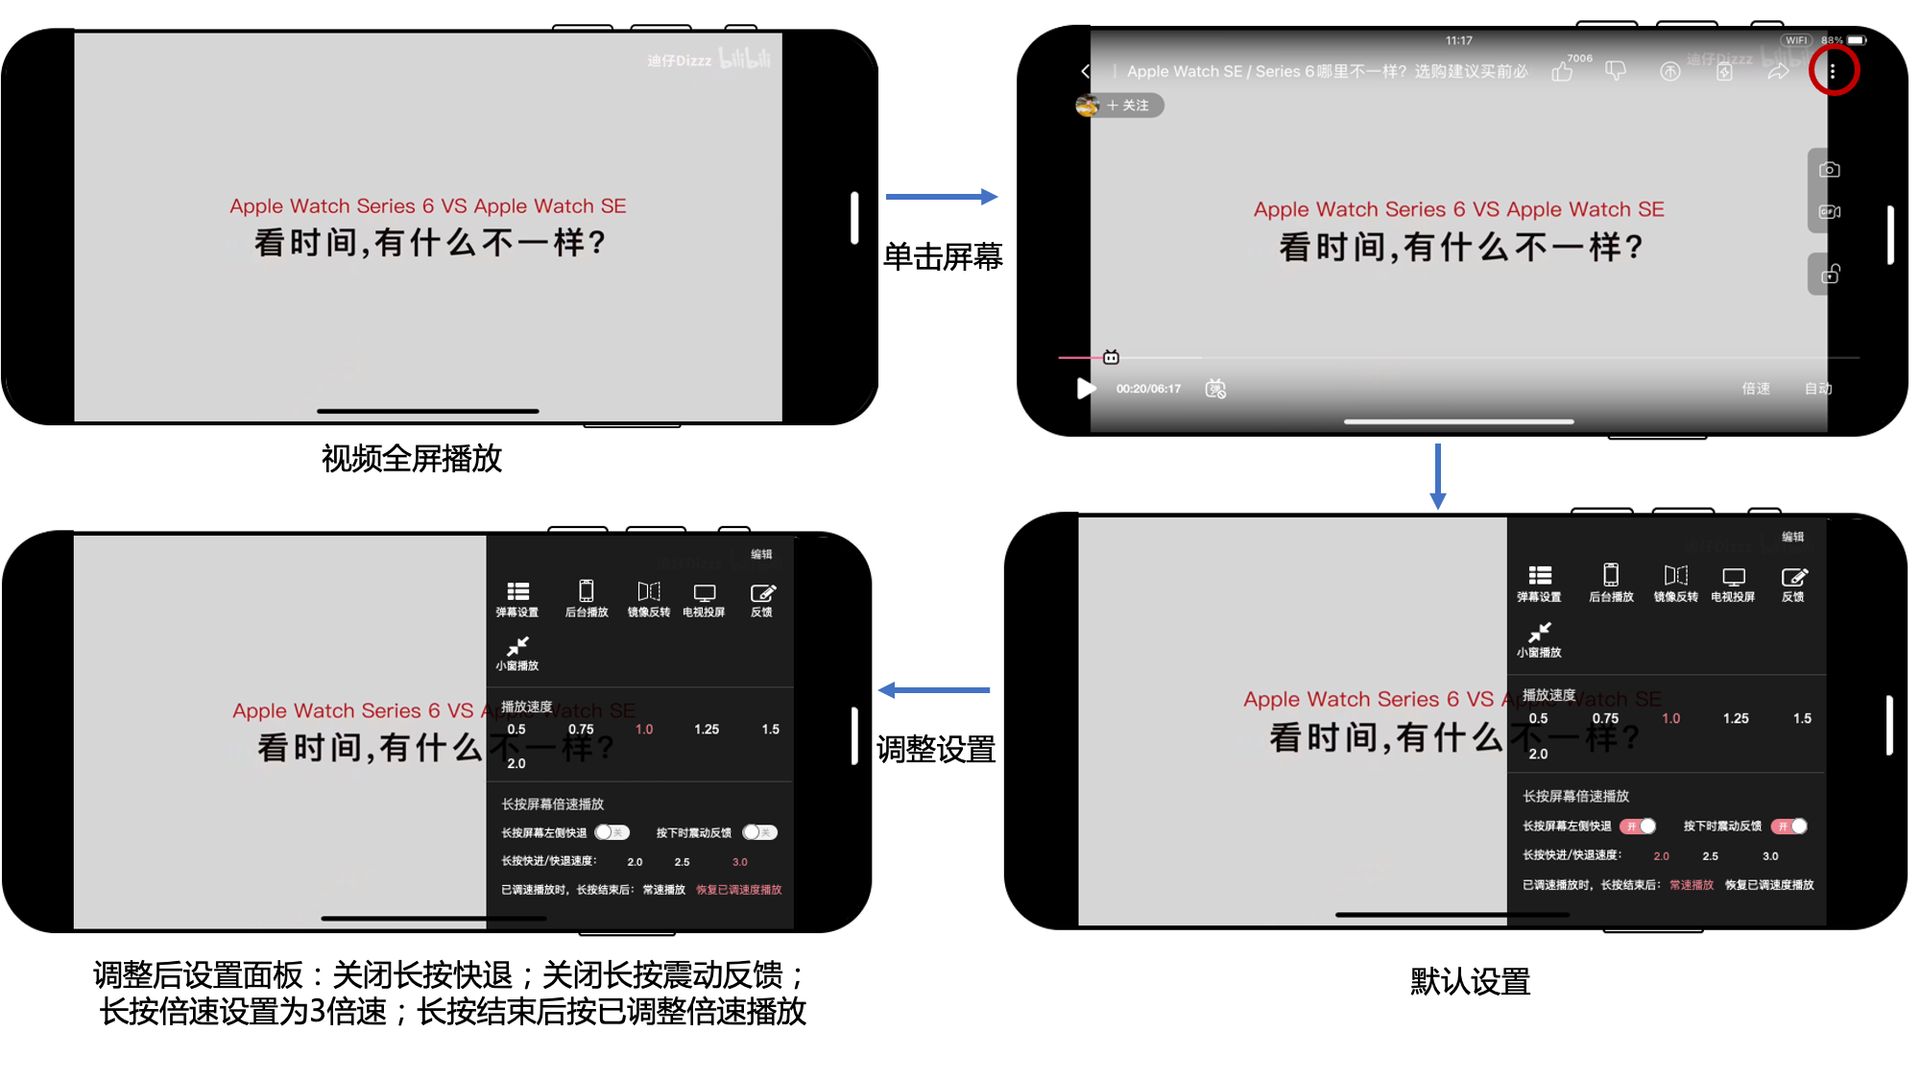 迪仔Dizzz bilibili
Apple Watch Series 6 VS Apple Watch SE
看时间,有什么不一样?
视频全屏播放
单击屏幕
11:17
WIFI 88%
Apple Watch SE / Series 6哪里不一样？选购建议买前必
7006
迪仔Dizzz bilibili
＋关注
Apple Watch Series 6 VS Apple Watch SE
看时间,有什么不一样?
GIF
00:20/06:17
弹
倍速 自动
编辑
弹幕设置 后台播放 镜像反转 电视投屏 反馈
小窗播放
Apple Watch Series 6 VS Apple Watch SE
看时间,有什么不一样?
播放速度
0.5 0.75 1.0 1.25 1.5
2.0
长按屏幕倍速播放
长按屏幕左侧快退 开 按下时震动反馈 开
长按快进/快退速度： 2.0 2.5 3.0
已调速播放时，长按结束后： 常速播放 恢复已调速度播放
默认设置
调整设置
迪仔Dizzz
编辑
弹幕设置 后台播放 镜像反转 电视投屏 反馈
小窗播放
Apple Watch Series 6 VS Apple Watch SE
看时间,有什么不一样?
播放速度
0.5 0.75 1.0 1.25 1.5
2.0
长按屏幕倍速播放
长按屏幕左侧快退 关 按下时震动反馈 关
长按快进/快退速度： 2.0 2.5 3.0
已调速播放时，长按结束后： 常速播放 恢复已调速度播放
调整后设置面板：关闭长按快退；关闭长按震动反馈；
长按倍速设置为3倍速；长按结束后按已调整倍速播放